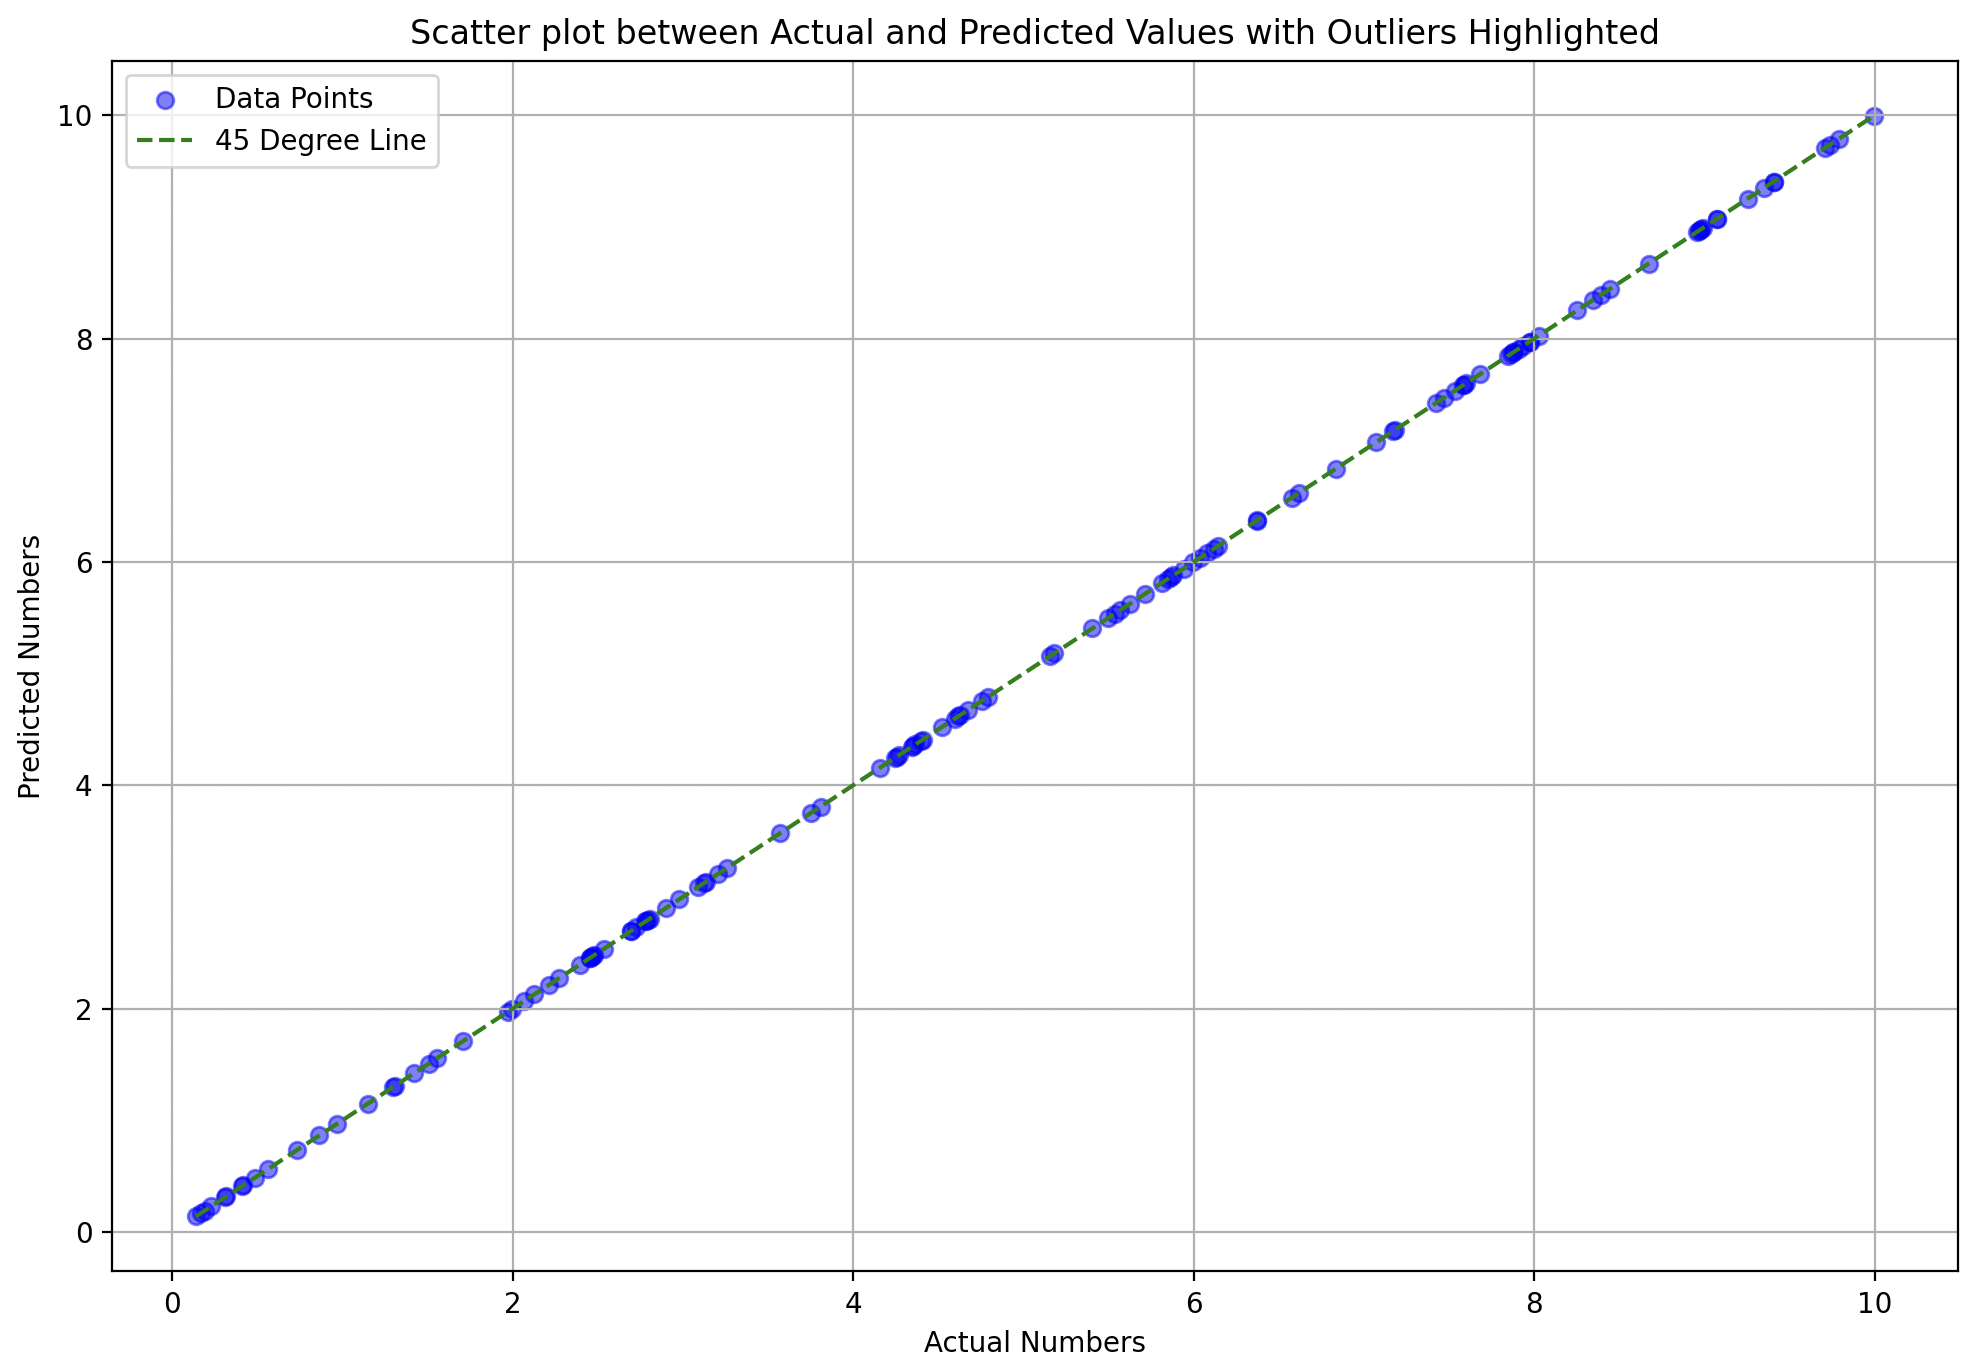 Scatter plot between Actual and Predicted Values with Outliers Highlighted
Data Points
45 Degree Line
10
8
6
4
2
0
Predicted Numbers
0 2 4 6 8 10
Actual Numbers